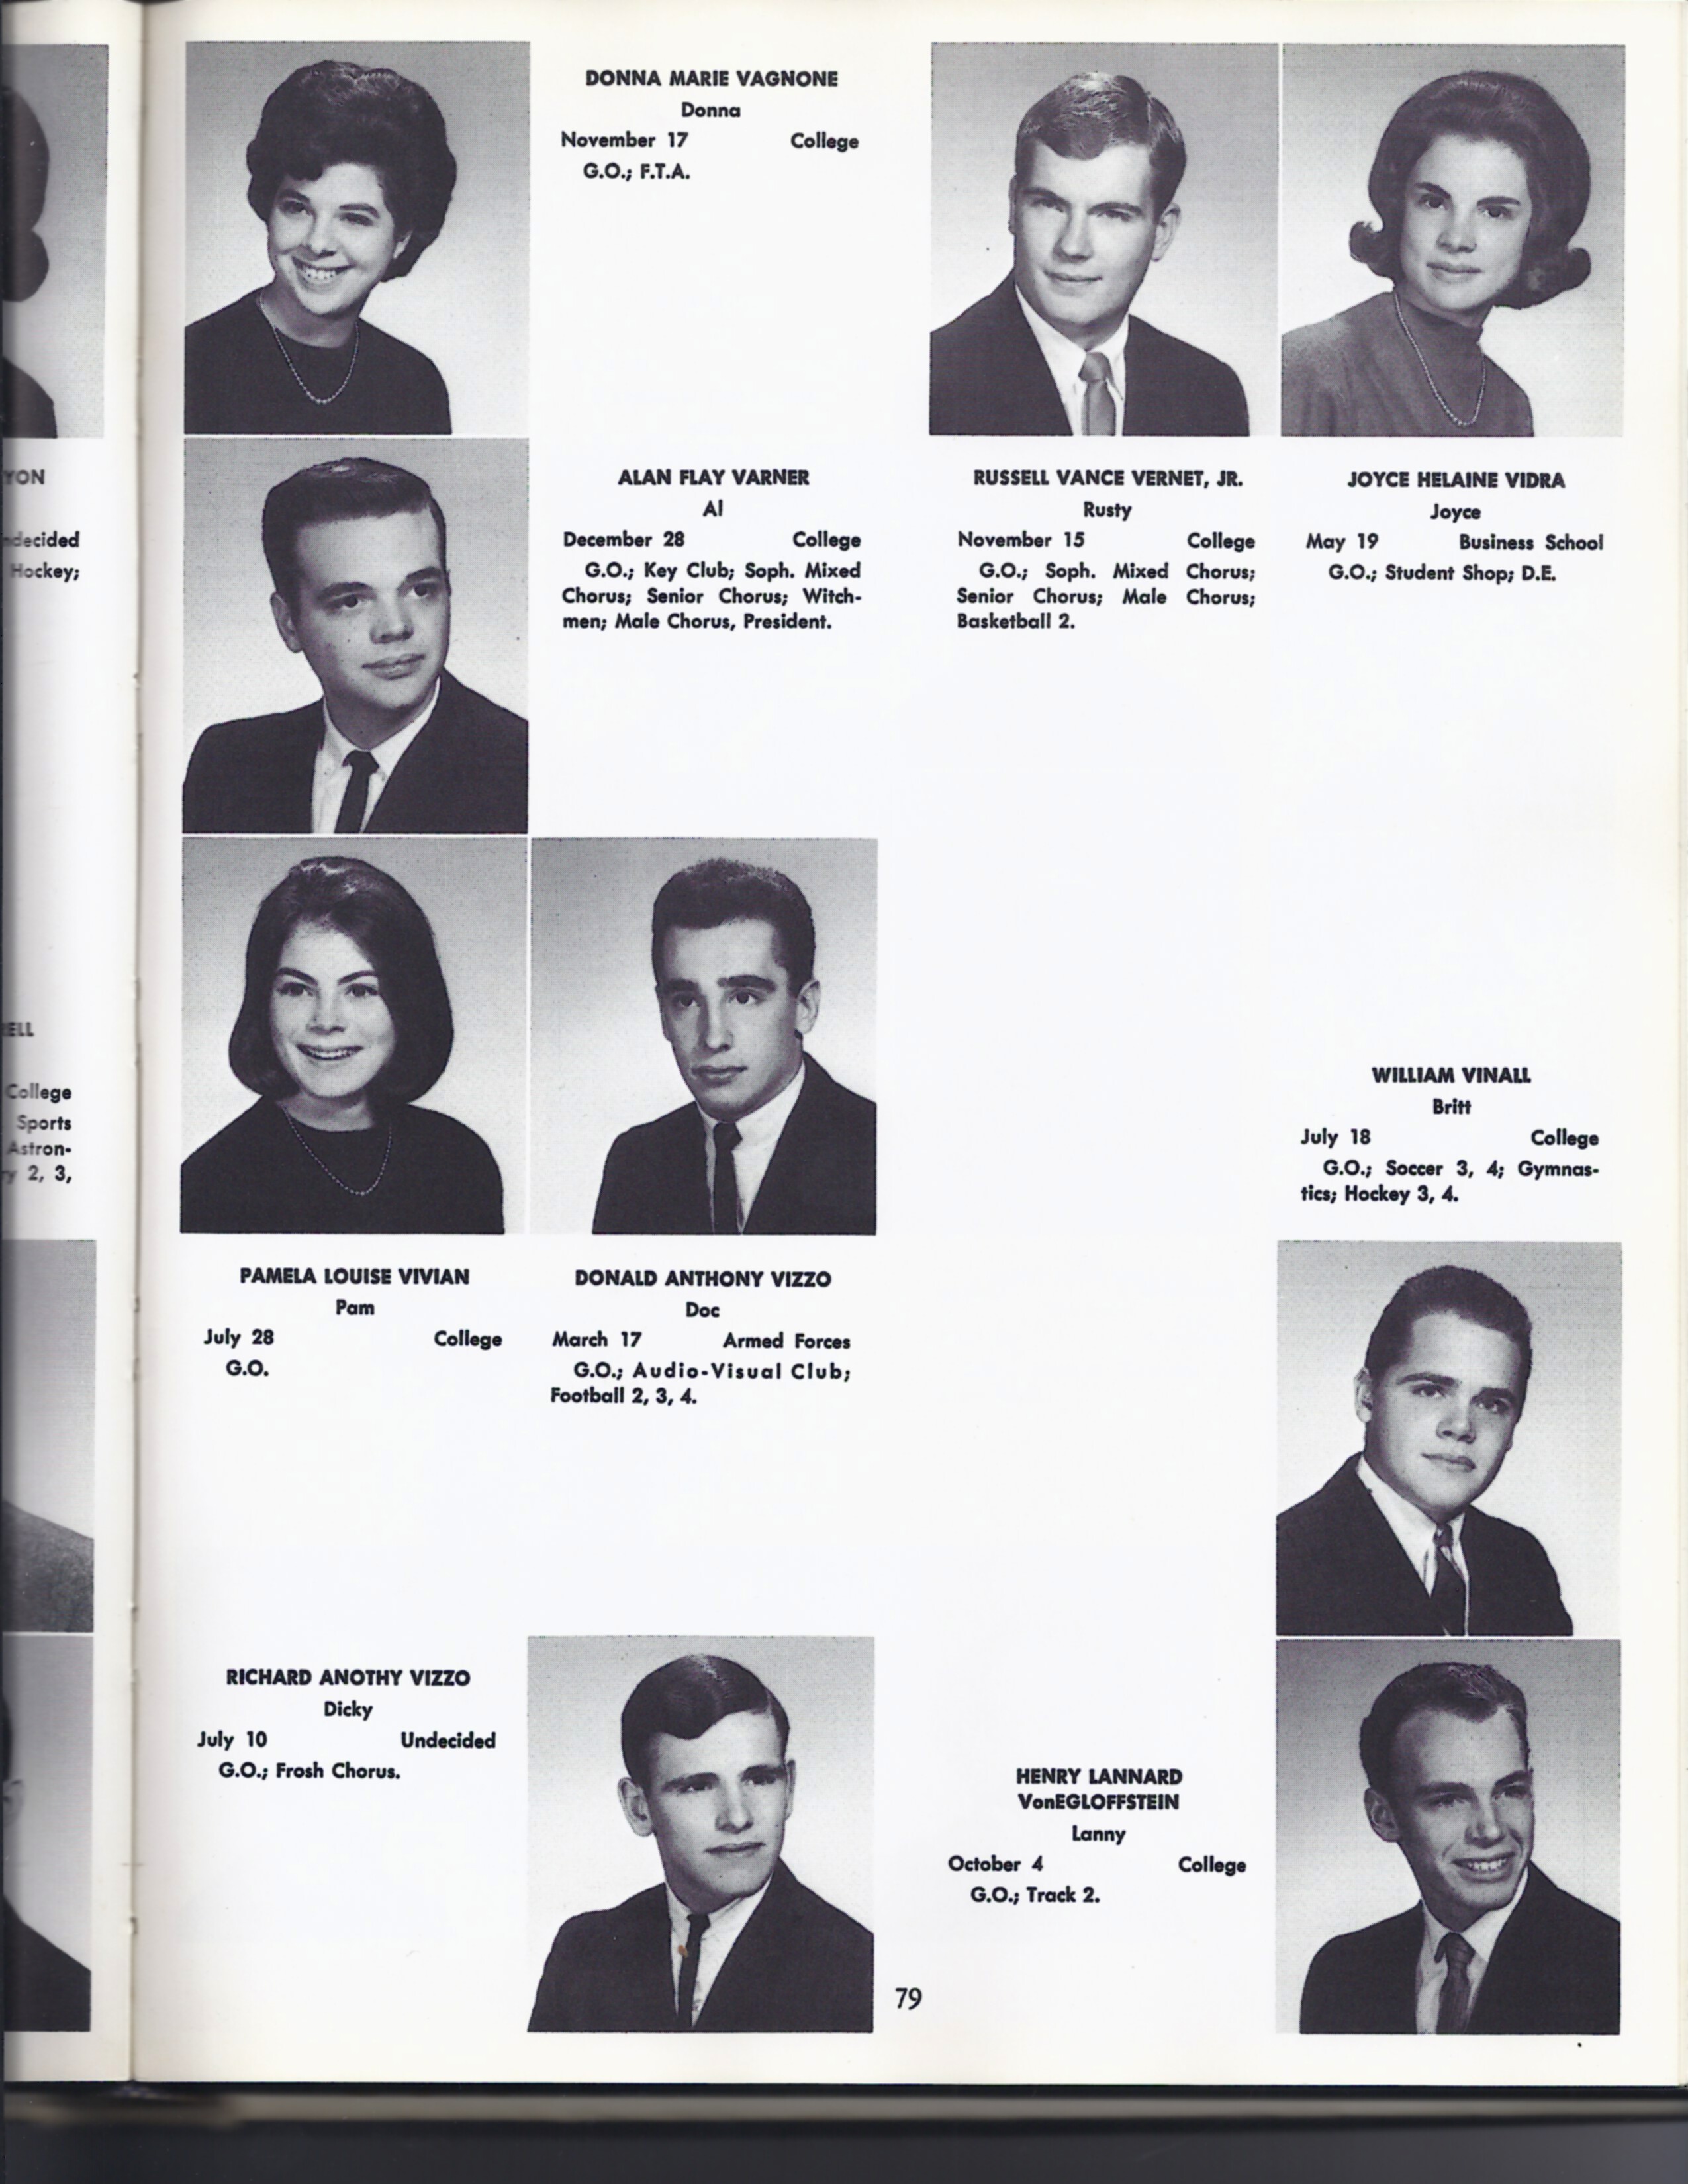 YON
Hockey;
College
Sports
Astron-
2, 3,
DONNA MARIE VAGNONE
Donna
November 17 College
G.O.; F.T.A.
ALAN FLAY VARNER
Al
December 28 College
G.O.; Key Club; Soph. Mixed
Chorus; Senior Chorus; Witch-
men; Male Chorus, President.
RUSSELL VANCE VERNET, JR.
Rusty
November 15 College
G.O.; Soph. Mixed Chorus;
Senior Chorus; Male Chorus;
Basketball 2.
JOYCE HELAINE VIDRA
Joyce
May 19 Business School
G.O.; Student Shop; D.E.
WILLIAM VINALL
Britt
July 18 College
G.O.; Soccer 3, 4; Gymnas-
tics; Hockey 3, 4.
PAMELA LOUISE VIVIAN
Pam
July 28 College
G.O.
DONALD ANTHONY VIZZO
Doc
March 17 Armed Forces
G.O.; Audio-Visual Club;
Football 2, 3, 4.
RICHARD ANOTHY VIZZO
Dicky
July 10 Undecided
G.O.; Frosh Chorus.
HENRY LANNARD
VonEGLOFFSTEIN
Lanny
October 4 College
G.O.; Track 2.
79